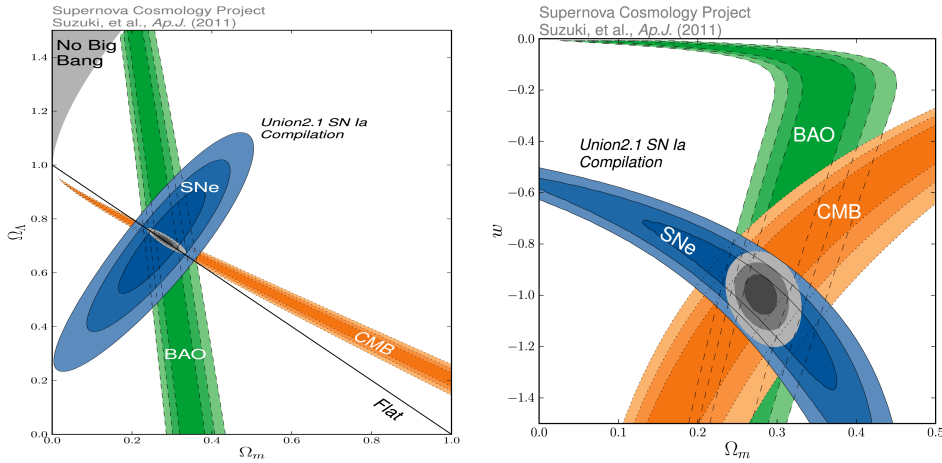 Supernova Cosmology Project
Suzuki, et al., Ap.J. (2011)
No Big
Bang
Union2.1 SN Ia
Compilation
SNe
BAO
CMB
Flat
Ω_Λ
1.4
1.2
1.0
0.8
0.6
0.4
0.2
0.0
0.0 0.2 0.4 0.6 0.8 1.0
Ω_m
Supernova Cosmology Project
Suzuki, et al., Ap.J. (2011)
Union2.1 SN Ia
Compilation
BAO
CMB
SNe
w
0.0
−0.2
−0.4
−0.6
−0.8
−1.0
−1.2
−1.4
0.0 0.1 0.2 0.3 0.4 0.5
Ω_m